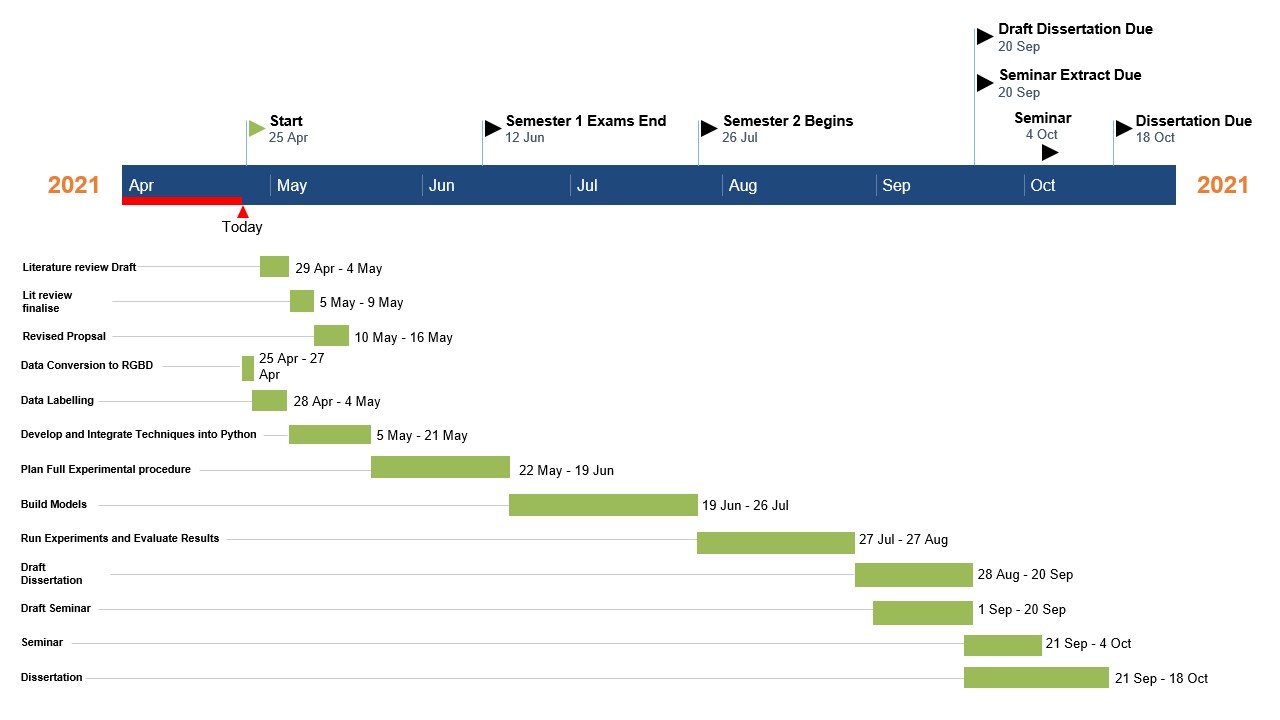 Draft Dissertation Due
20 Sep
Seminar Extract Due
20 Sep
Start
25 Apr
Semester 1 Exams End
12 Jun
Semester 2 Begins
26 Jul
Seminar
4 Oct
Dissertation Due
18 Oct
2021 Apr May Jun Jul Aug Sep Oct 2021
Today
Literature review Draft 29 Apr - 4 May
Lit review
finalise
5 May - 9 May
Revised Propsal 10 May - 16 May
Data Conversion to RGBD
25 Apr - 27
Apr
Data Labelling 28 Apr - 4 May
Develop and Integrate Techniques into Python 5 May - 21 May
Plan Full Experimental procedure 22 May - 19 Jun
Build Models 19 Jun - 26 Jul
Run Experiments and Evaluate Results 27 Jul - 27 Aug
Draft
Dissertation
28 Aug - 20 Sep
Draft Seminar 1 Sep - 20 Sep
Seminar 21 Sep - 4 Oct
Dissertation 21 Sep - 18 Oct